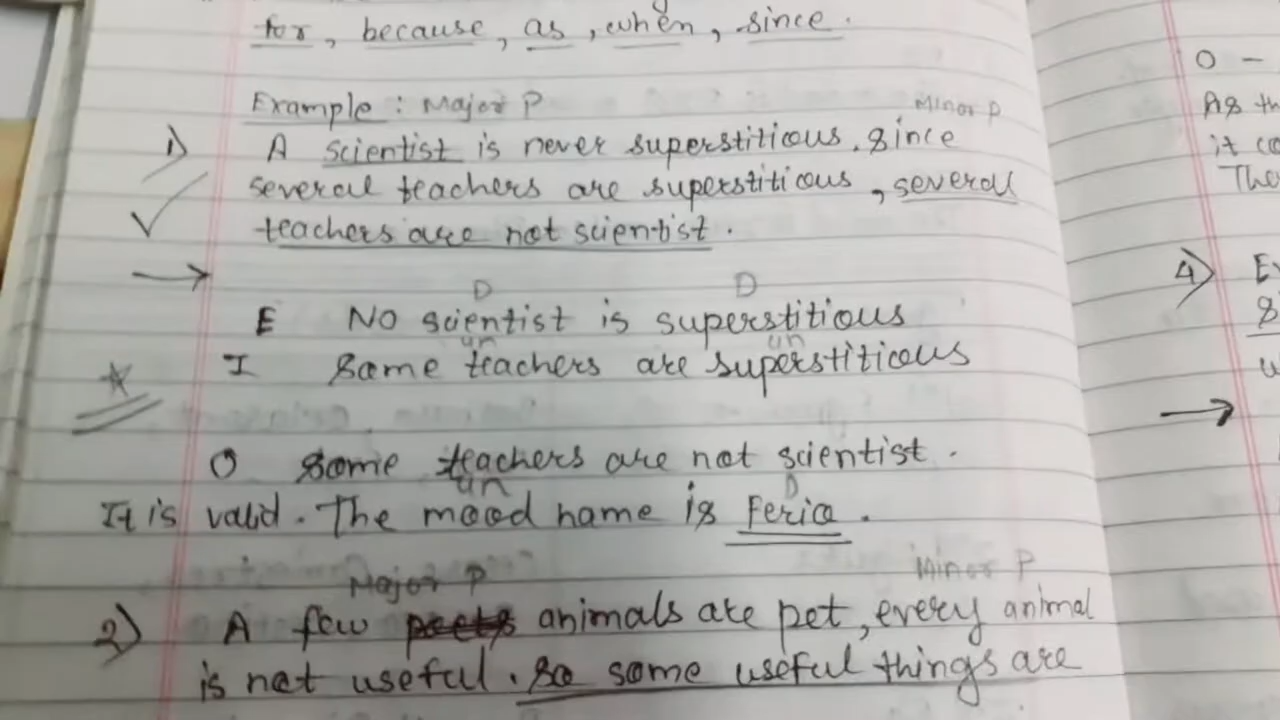 for, because, as, when, since.
Example: Major P
Minor P
1) A scientist is never superstitious. since
several teachers are superstitious, several
teachers are not scientist.
D D
E No scientist is superstitious
un un
I Some teachers are superstiticous
O some teachers are not scientist.
un D
It is valid. The mood name is Ferio.
Major P Minor P
2) A few animals are pet, every animal
is not useful. So some useful things are
O –
As th
it co
The
4) Ev